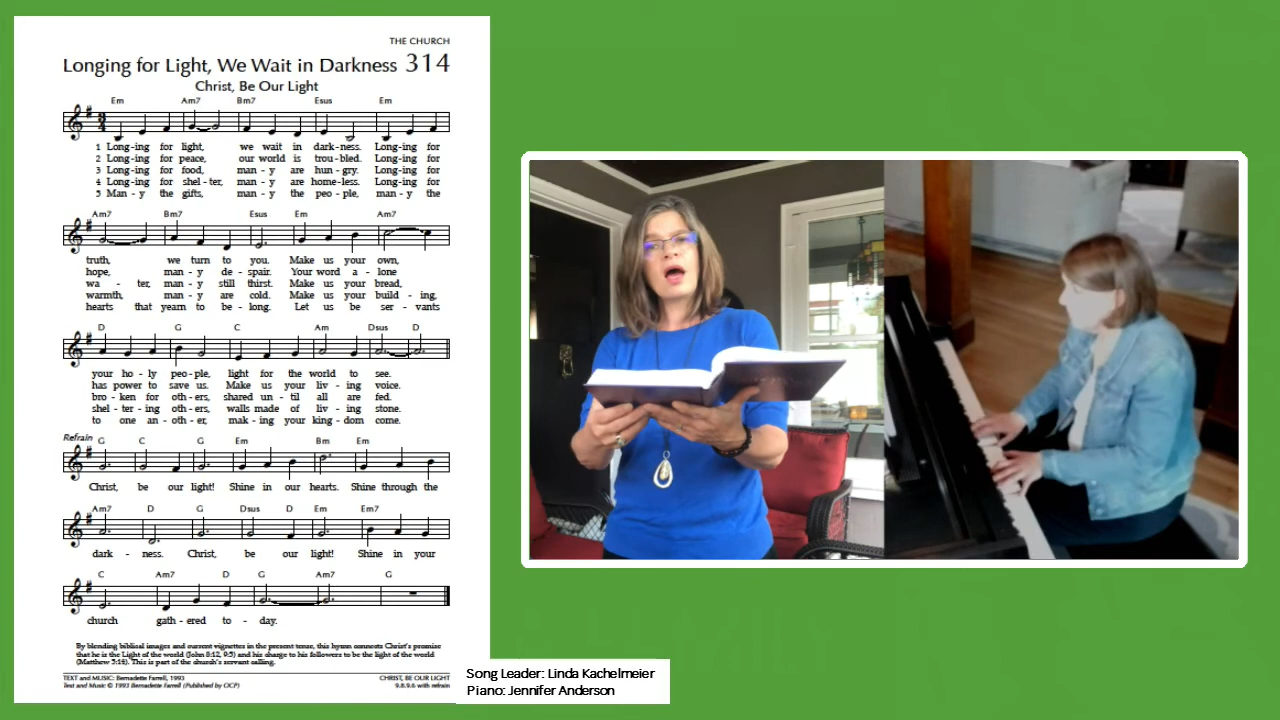 THE CHURCH
Longing for Light, We Wait in Darkness 314
Christ, Be Our Light
Em Am7 Bm7 Esus Em
1 Long-ing for light, we wait in dark-ness. Long-ing for
2 Long-ing for peace, our world is trou-bled. Long-ing for
3 Long-ing for food, man-y are hun-gry. Long-ing for
4 Long-ing for shel-ter, man-y are home-less. Long-ing for
5 Man-y the gifts, man-y the peo-ple, man-y the
Am7 Bm7 Esus Em Am7
truth, we turn to you. Make us your own,
hope, man-y de-spair. Your word a-lone
wa-ter, man-y still thirst. Make us your bread,
warmth, man-y are cold. Make us your build-ing,
hearts that yearn to be-long. Let us be ser-vants
D G C Am Dsus D
your ho-ly peo-ple, light for the world to see.
has power to save us. Make us your liv-ing voice.
bro-ken for oth-ers, shared un-til all are fed.
shel-ter-ing oth-ers, walls made of liv-ing stone.
to one an-oth-er, mak-ing your king-dom come.
Refrain G C G Em Bm Em
Christ, be our light! Shine in our hearts. Shine through the
Am7 D G Dsus D Em Em7
dark-ness. Christ, be our light! Shine in your
C Am7 D G Am7 G
church gath-ered to-day.
By blending biblical images and current vignettes in the present tense, this hymn connects Christ's promise
that he is the Light of the world (John 8:12, 9:5) and his charge to his followers to be the light of the world
(Matthew 5:14). This is part of the church's servant calling.
TEXT and MUSIC: Bernadette Farrell, 1993 CHRIST, BE OUR LIGHT
Text and Music © 1993 Bernadette Farrell (Published by OCP) 9.8.9.6 with refrain
Song Leader: Linda Kachelmeier
Piano: Jennifer Anderson